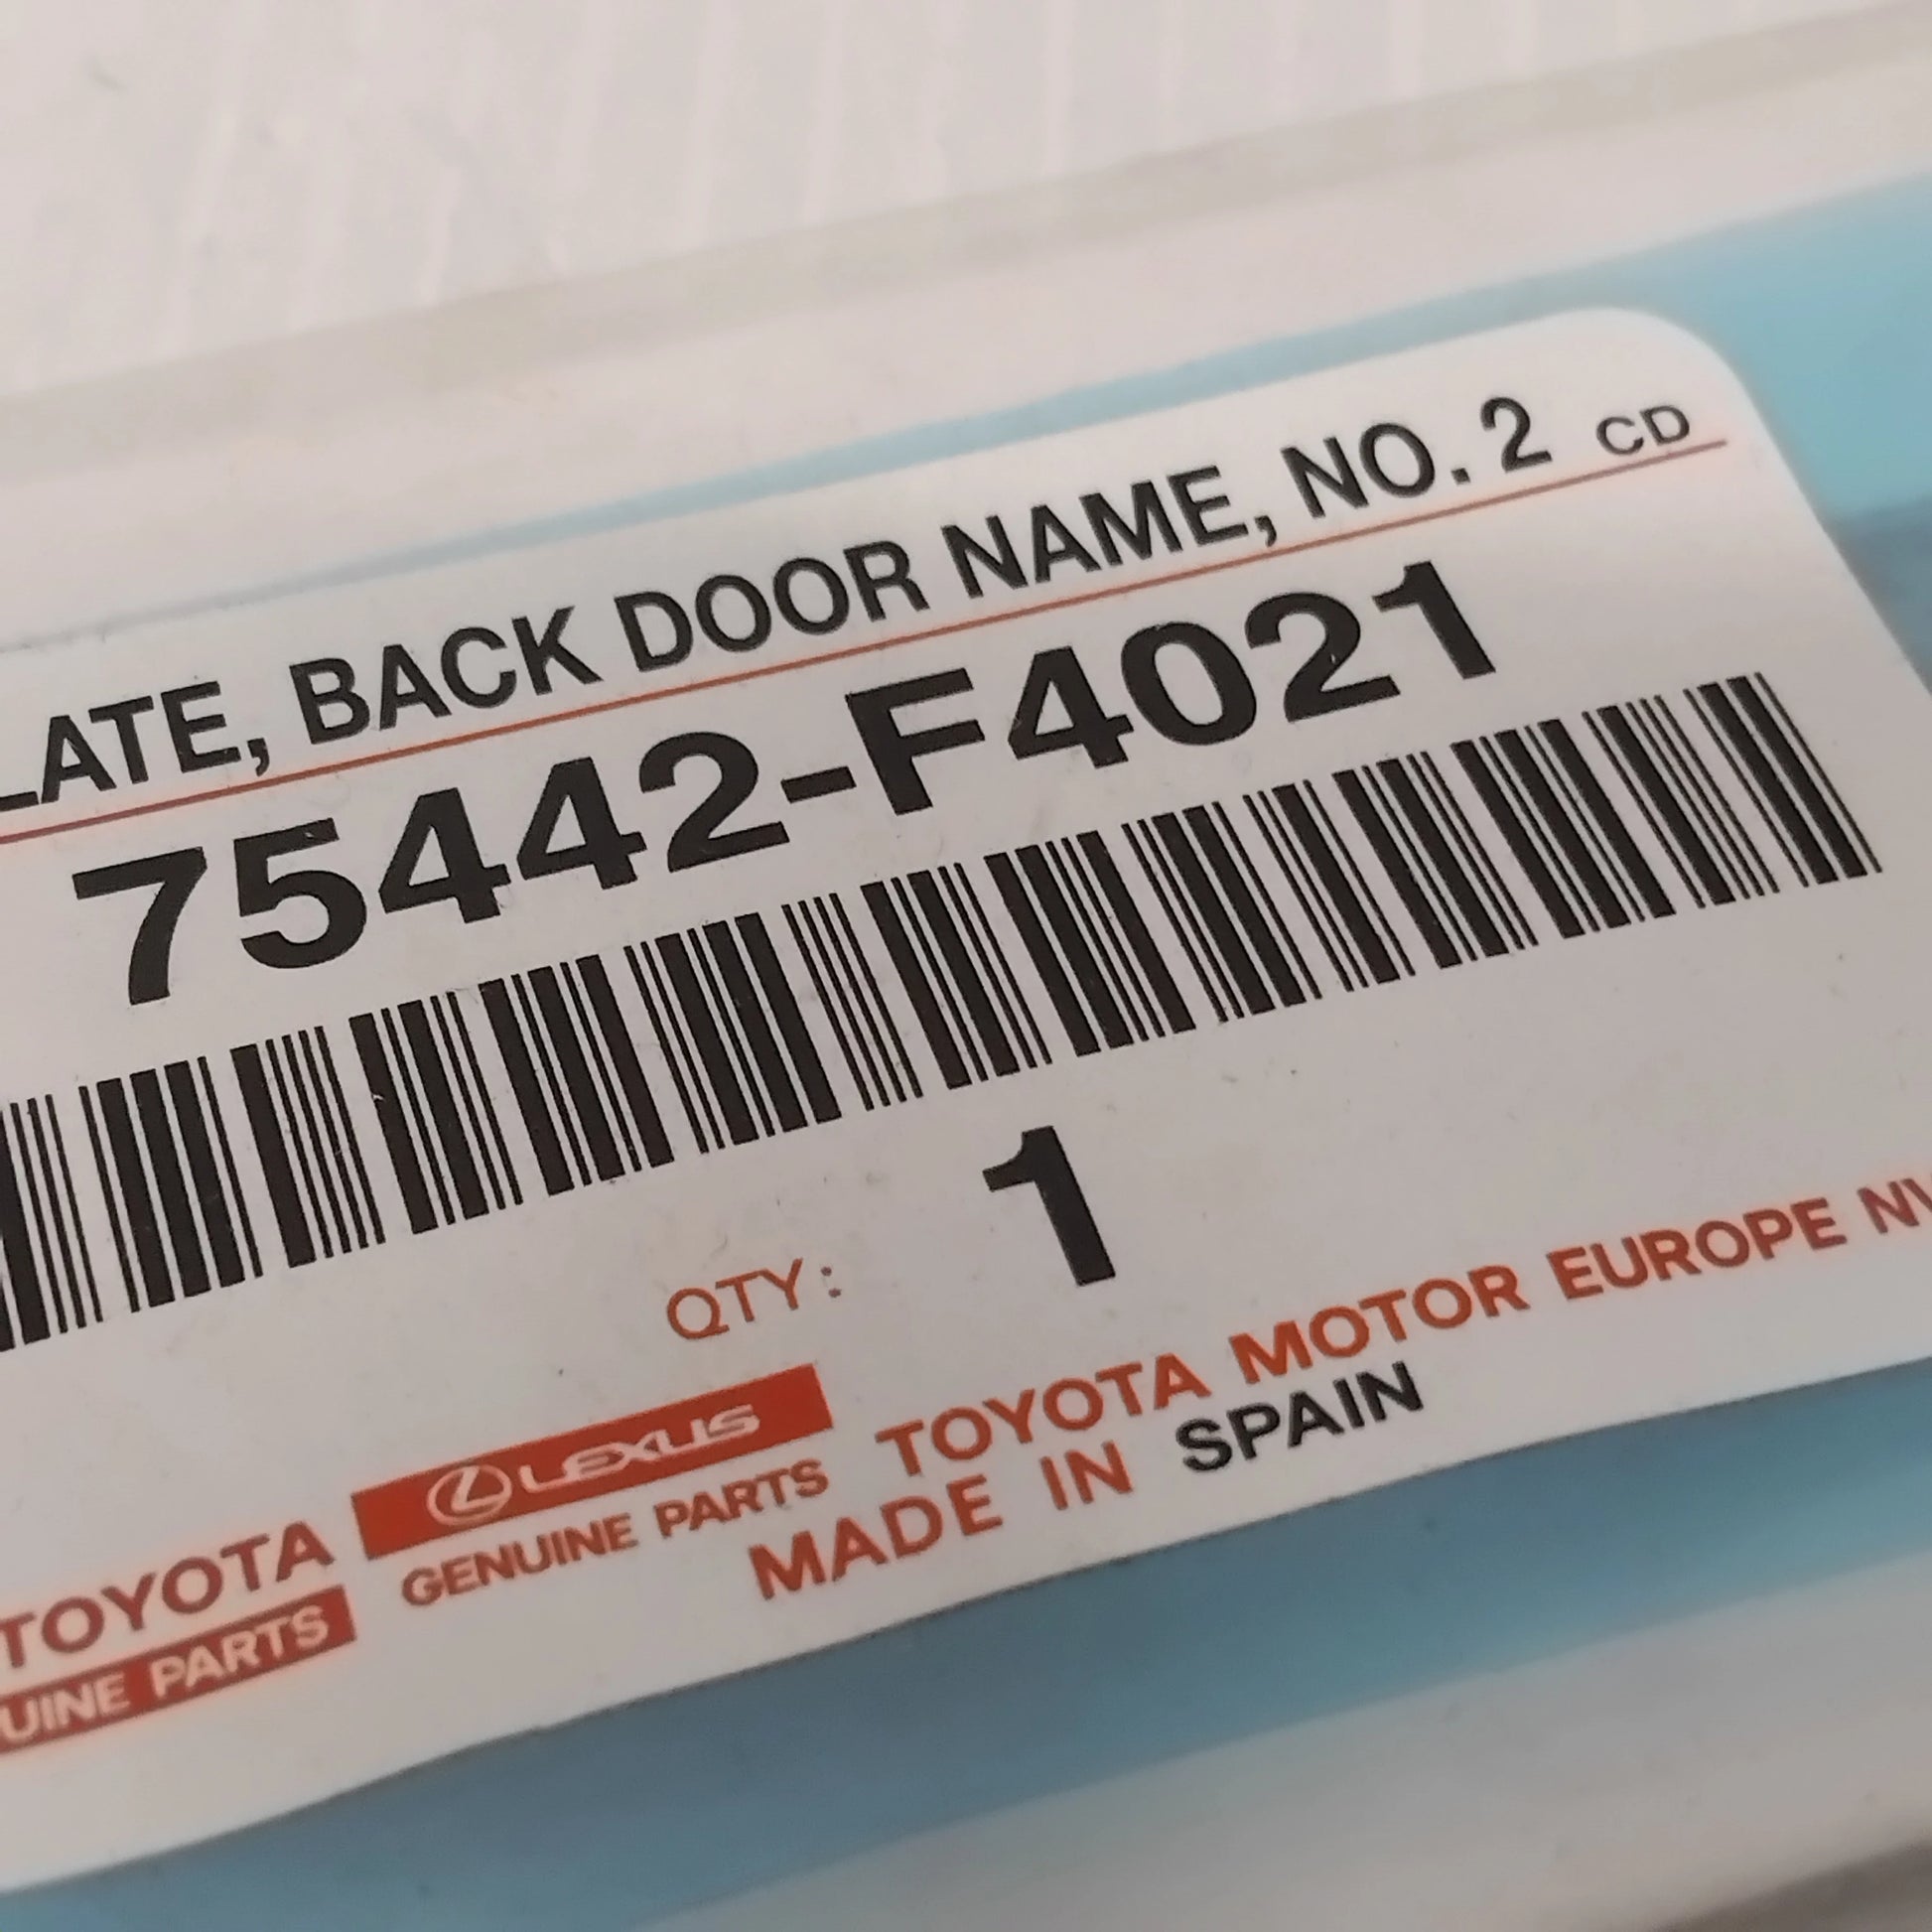 LATE, BACK DOOR NAME, NO. 2 CD
75442-F4021
QTY: 1
TOYOTA LEXUS TOYOTA MOTOR EUROPE NV
UINE PARTS GENUINE PARTS MADE IN SPAIN